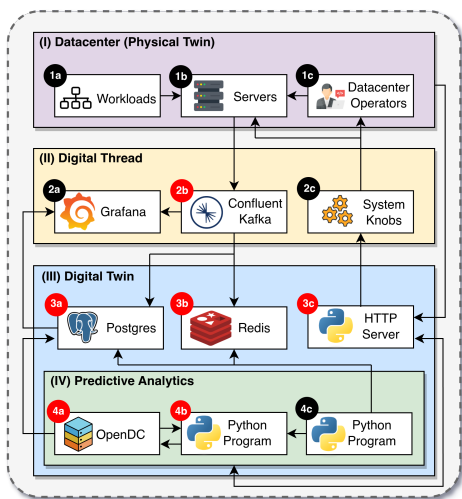 (I) Datacenter (Physical Twin)
1a
Workloads
1b
Servers
1c
Datacenter
Operators
(II) Digital Thread
2a
Grafana
2b
Confluent
Kafka
2c
System
Knobs
(III) Digital Twin
3a
Postgres
3b
Redis
3c
HTTP
Server
(IV) Predictive Analytics
4a
OpenDC
4b
Python
Program
4c
Python
Program